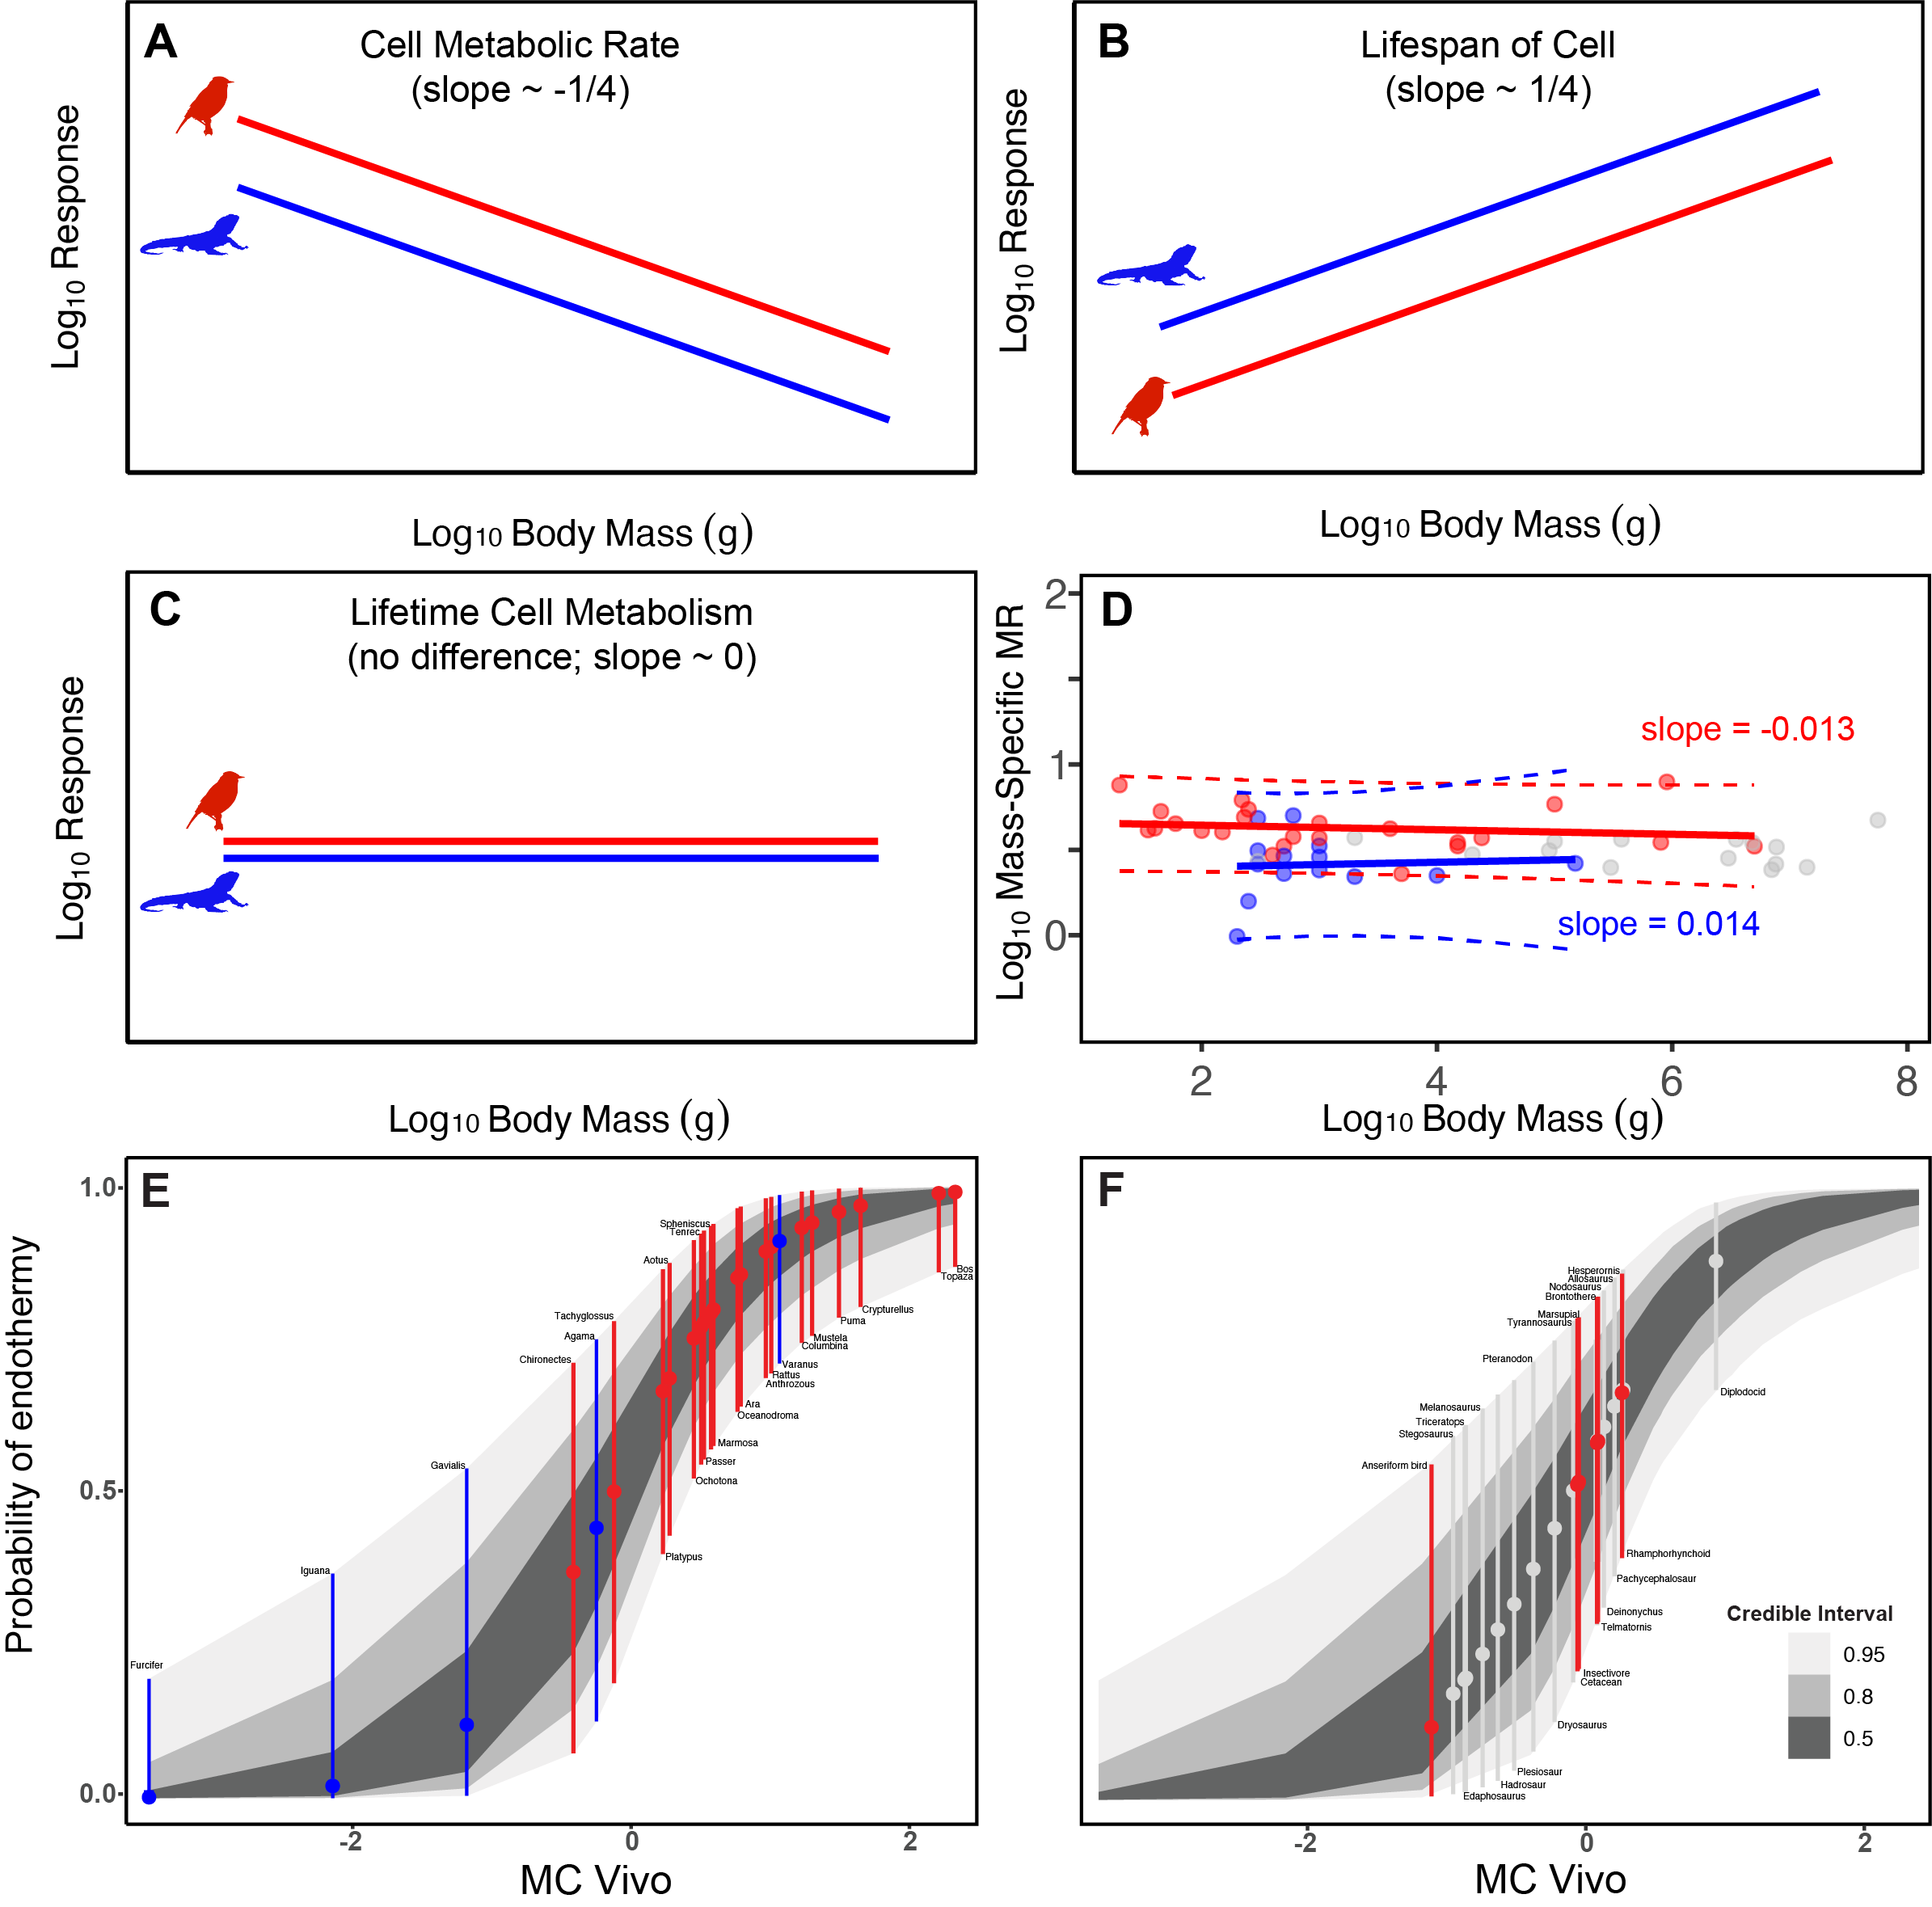 A
Cell Metabolic Rate
(slope ~ -1/4)
Log10 Response
Log10 Body Mass (g)
B
Lifespan of Cell
(slope ~ 1/4)
Log10 Response
Log10 Body Mass (g)
C
Lifetime Cell Metabolism
(no difference; slope ~ 0)
Log10 Response
Log10 Body Mass (g)
D
Log10 Mass-Specific MR
2
1
0
slope = -0.013
slope = 0.014
2 4 6 8
Log10 Body Mass (g)
E
Probability of endothermy
1.0
0.5
0.0
Spheniscus
Tenrec
Aotus
Tachyglossus
Agama
Chironectes
Gavialis
Iguana
Furcifer
Bos
Topaza
Crypturellus
Puma
Mustela
Columbina
Varanus
Rattus
Anthrozous
Ara
Oceanodroma
Marmosa
Passer
Ochotona
Platypus
-2 0 2
MC Vivo
F
Hesperornis
Allosaurus
Nodosaurus
Brontothere
Marsupial
Tyrannosaurus
Pteranodon
Melanosaurus
Triceratops
Stegosaurus
Anseriform bird
Diplodocid
Rhamphorhynchoid
Pachycephalosaur
Deinonychus
Telmatornis
Insectivore
Cetacean
Dryosaurus
Plesiosaur
Hadrosaur
Edaphosaurus
Credible Interval
0.95
0.8
0.5
-2 0 2
MC Vivo